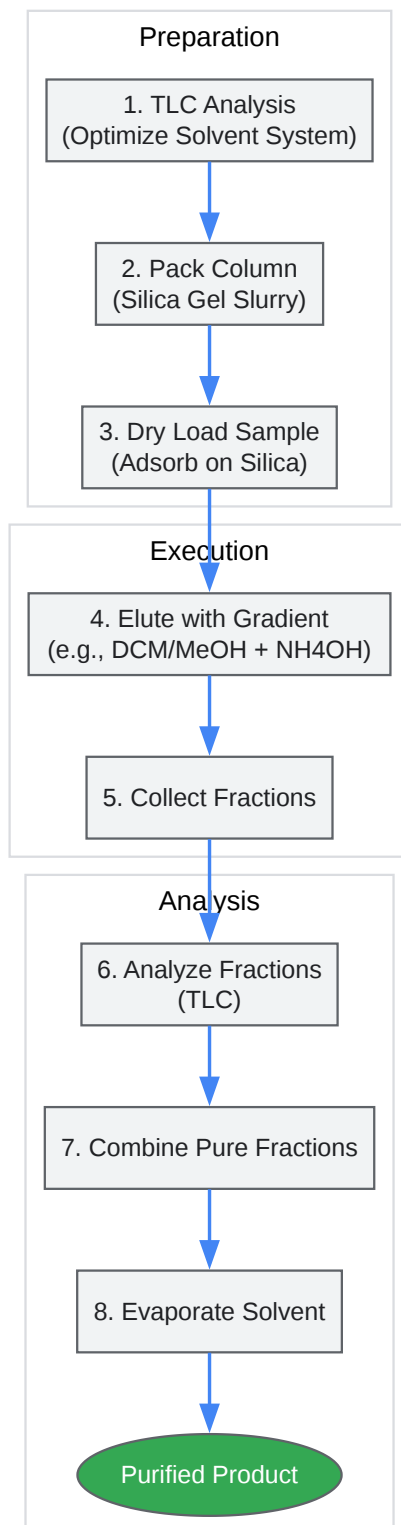 Preparation
1. TLC Analysis
(Optimize Solvent System)
2. Pack Column
(Silica Gel Slurry)
3. Dry Load Sample
(Adsorb on Silica)
Execution
4. Elute with Gradient
(e.g., DCM/MeOH + NH4OH)
5. Collect Fractions
Analysis
6. Analyze Fractions
(TLC)
7. Combine Pure Fractions
8. Evaporate Solvent
Purified Product